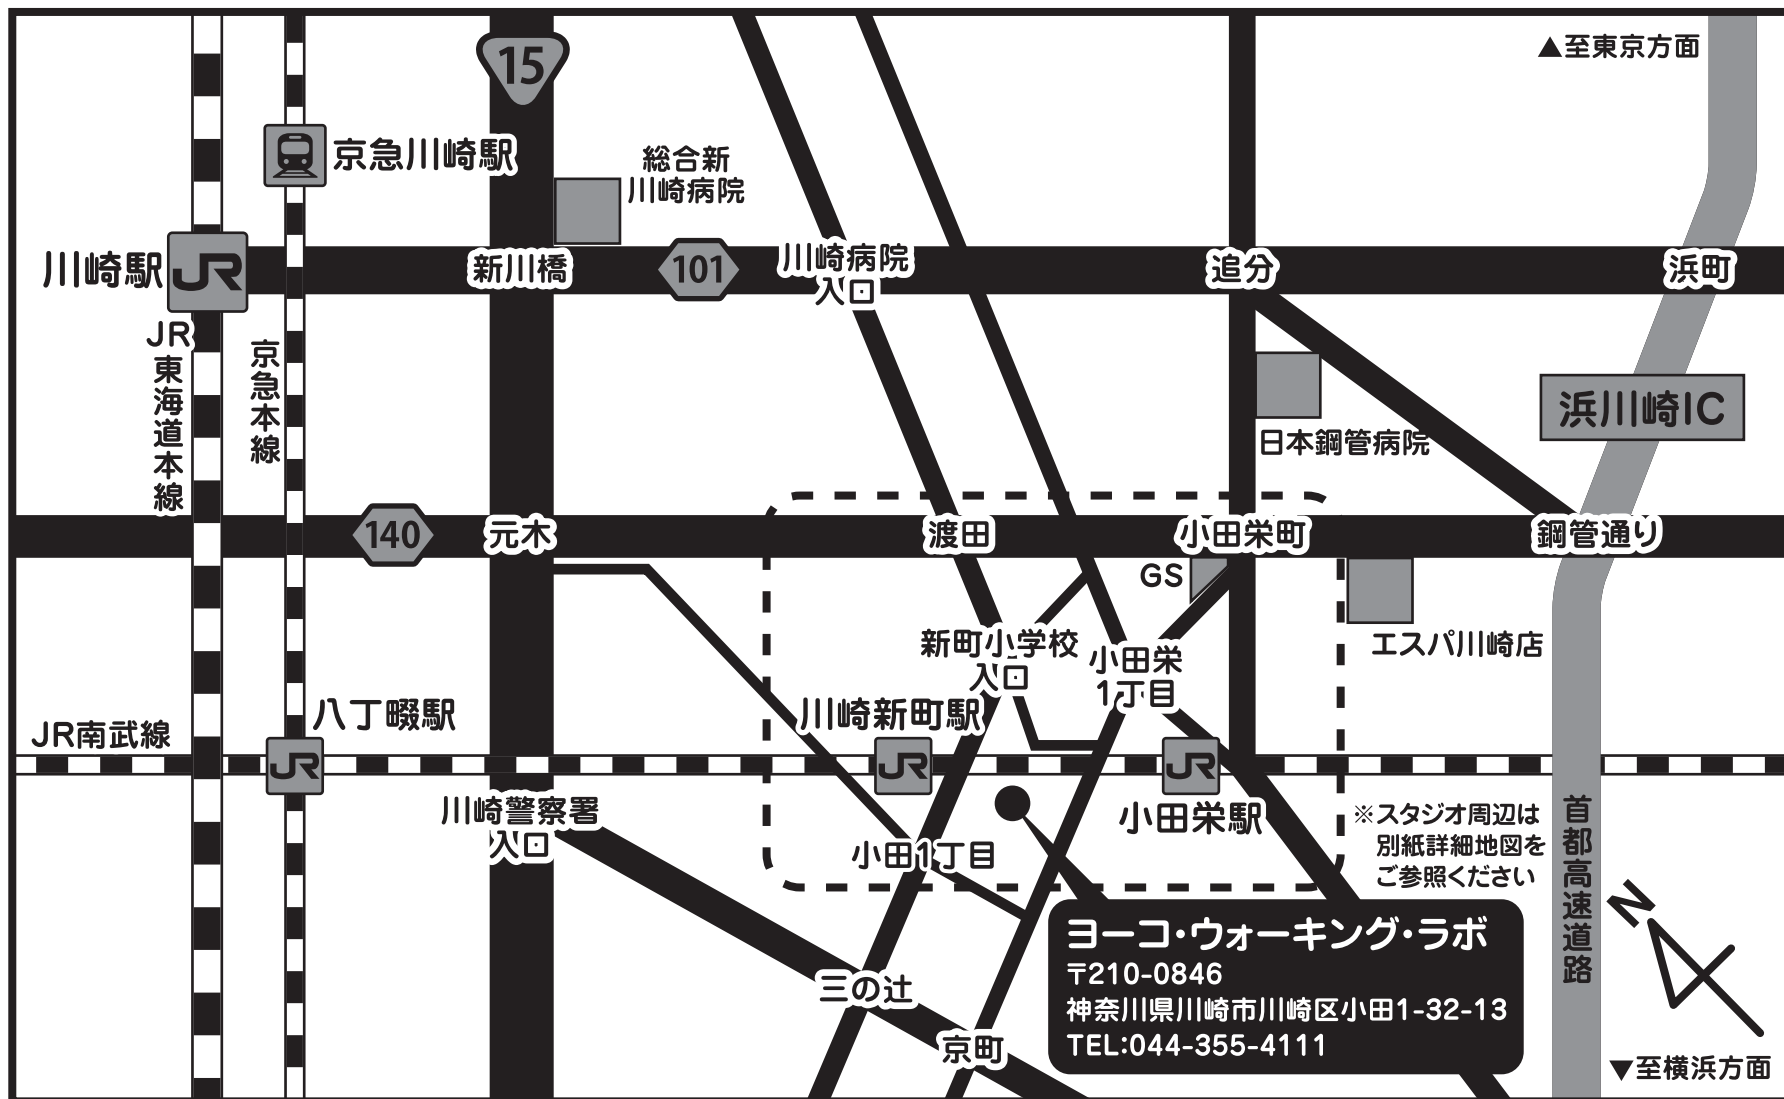 ▲至東京方面
15
京急川崎駅
総合新
川崎病院
川崎駅
JR
新川橋
101
川崎病院
入口
追分
浜町
JR
東海道本線
京急本線
浜川崎IC
日本鋼管病院
140
元木
渡田
小田栄町
鋼管通り
GS
新町小学校
入口
小田栄
1丁目
エスパ川崎店
JR南武線
八丁畷駅
JR
川崎新町駅
JR
JR
小田栄駅
川崎警察署
入口
小田1丁目
※スタジオ周辺は
別紙詳細地図を
ご参照ください
首都高速道路
N
三の辻
京町
ヨーコ・ウォーキング・ラボ
〒210-0846
神奈川県川崎市川崎区小田1-32-13
TEL:044-355-4111
▼至横浜方面